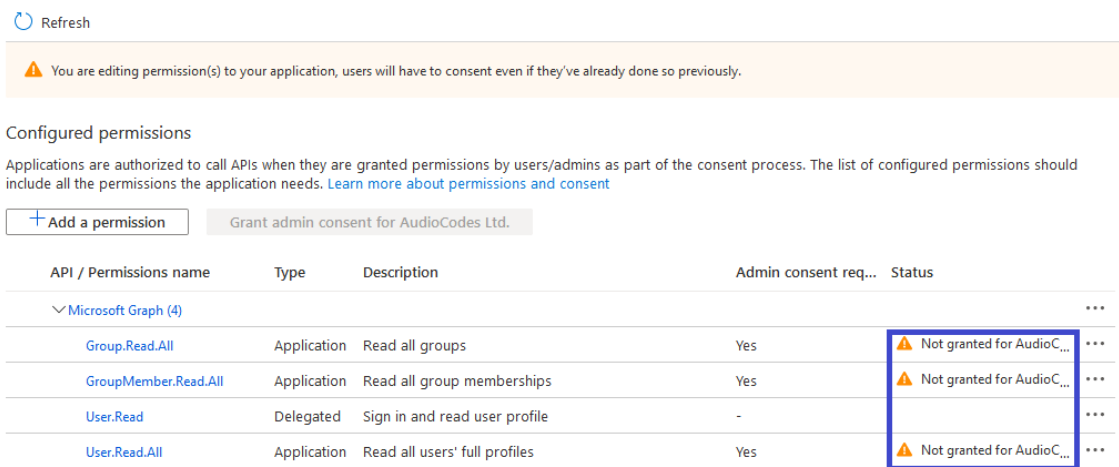 Refresh
You are editing permission(s) to your application, users will have to consent even if they've already done so previously.
Configured permissions
Applications are authorized to call APIs when they are granted permissions by users/admins as part of the consent process. The list of configured permissions should
include all the permissions the application needs. Learn more about permissions and consent
+ Add a permission Grant admin consent for AudioCodes Ltd.
API / Permissions name Type Description Admin consent req... Status
Microsoft Graph (4) ...
Group.Read.All Application Read all groups Yes Not granted for AudioC... ...
GroupMember.Read.All Application Read all group memberships Yes Not granted for AudioC... ...
User.Read Delegated Sign in and read user profile - ...
User.Read.All Application Read all users' full profiles Yes Not granted for AudioC... ...